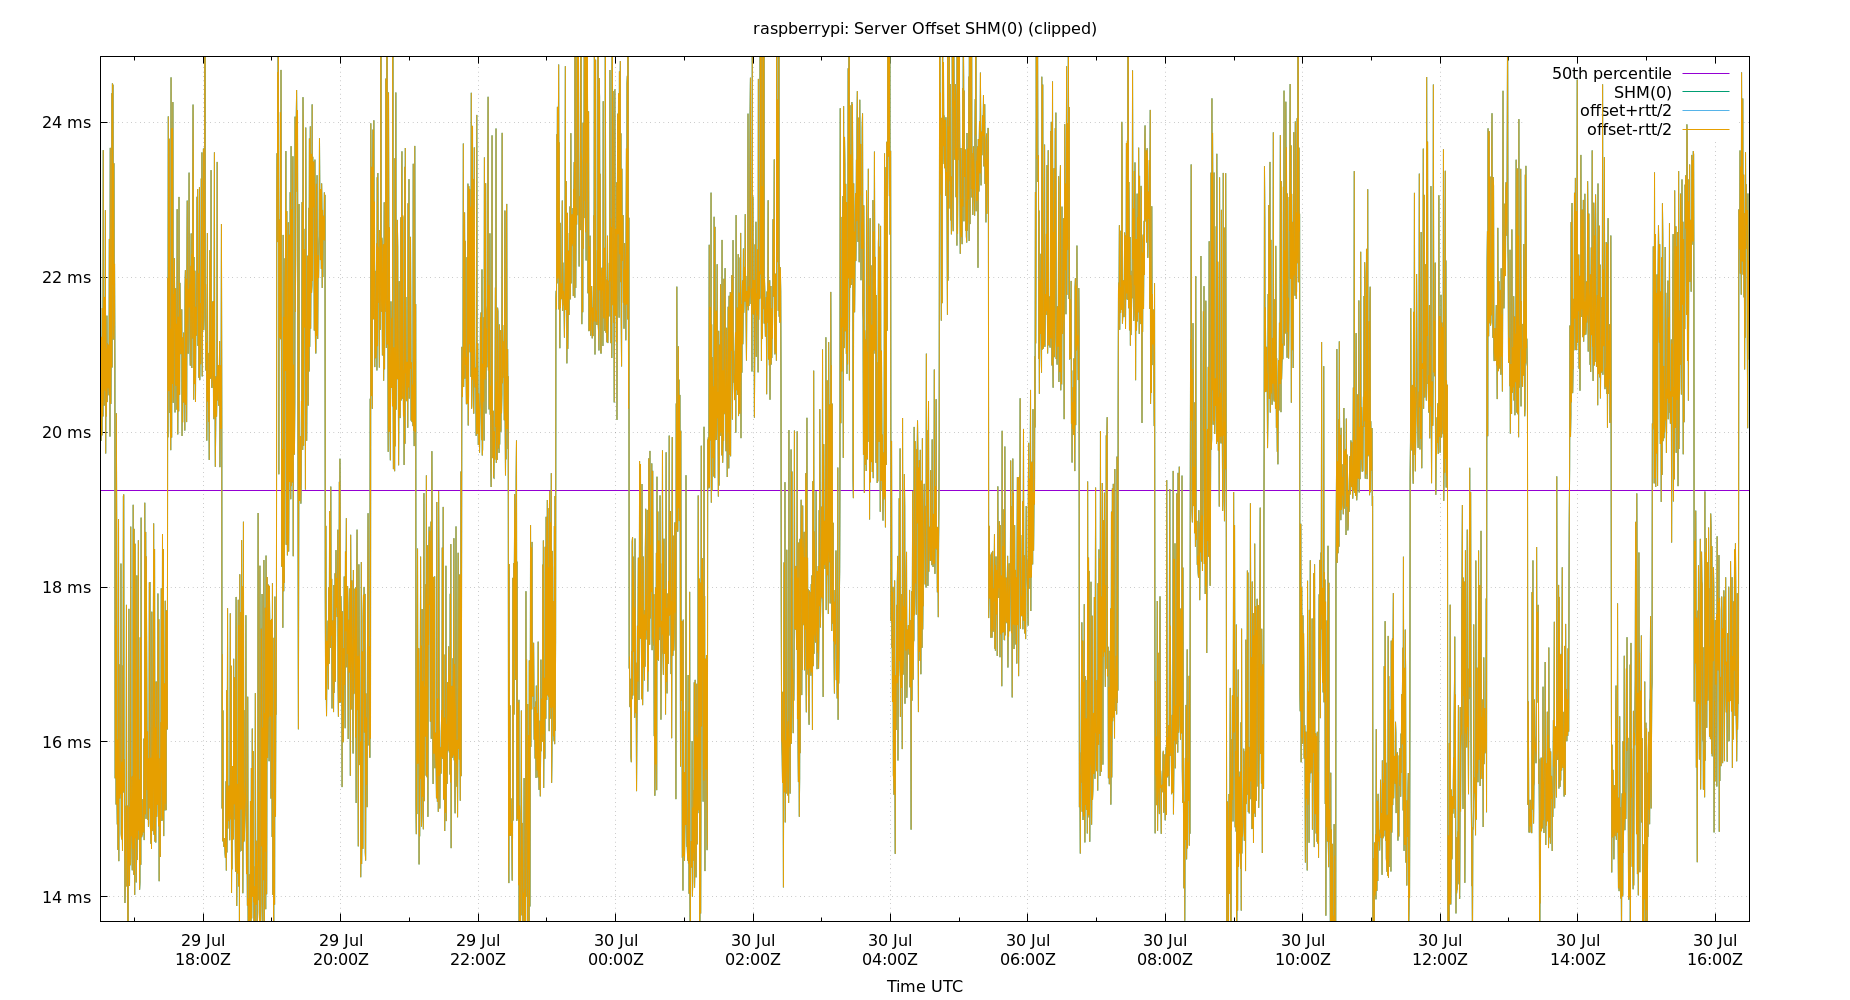 raspberrypi: Server Offset SHM(0) (clipped)
50th percentile
SHM(0)
offset+rtt/2
offset-rtt/2
24 ms
22 ms
20 ms
18 ms
16 ms
14 ms
29 Jul 29 Jul 29 Jul 30 Jul 30 Jul 30 Jul 30 Jul 30 Jul 30 Jul 30 Jul 30 Jul 30 Jul
18:00Z 20:00Z 22:00Z 00:00Z 02:00Z 04:00Z 06:00Z 08:00Z 10:00Z 12:00Z 14:00Z 16:00Z
Time UTC